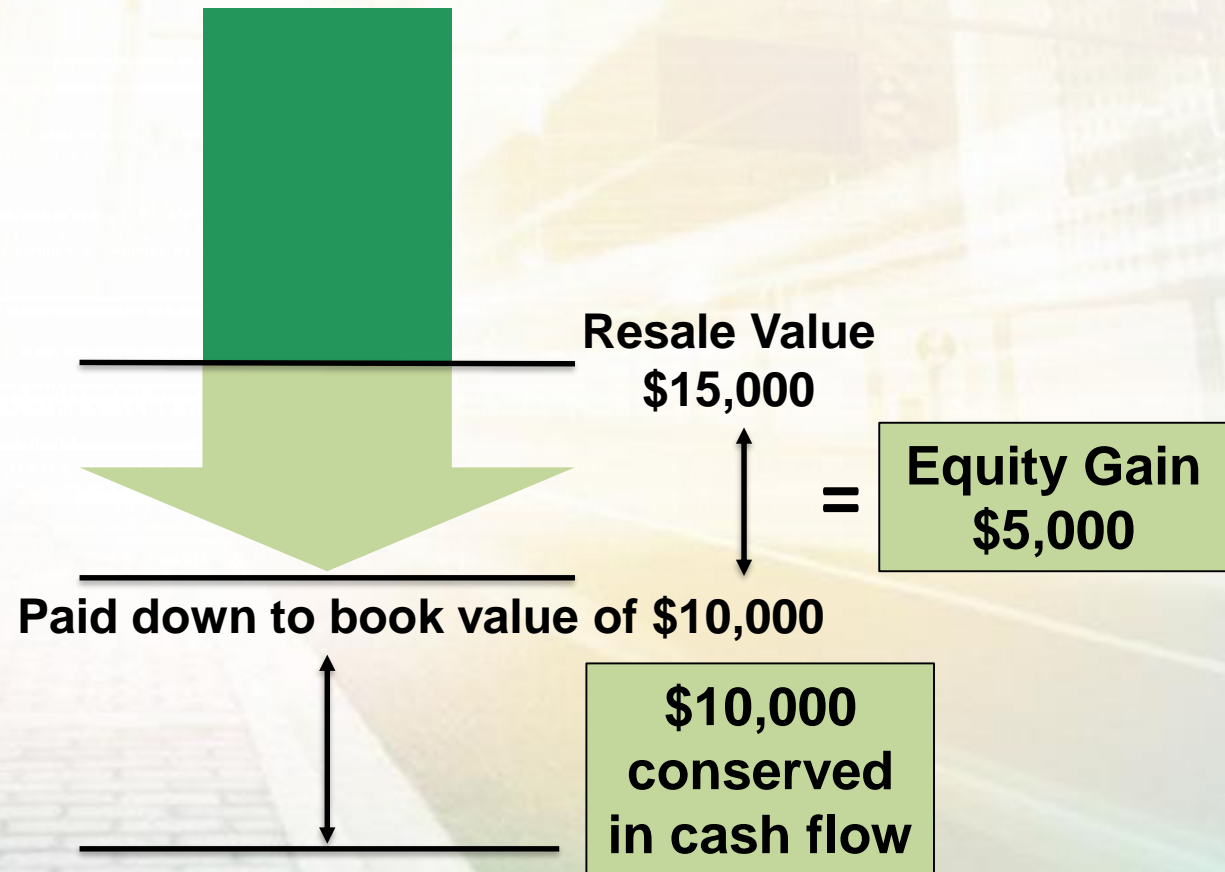 Resale Value
$15,000
=
Equity Gain
$5,000
Paid down to book value of $10,000
$10,000
conserved
in cash flow